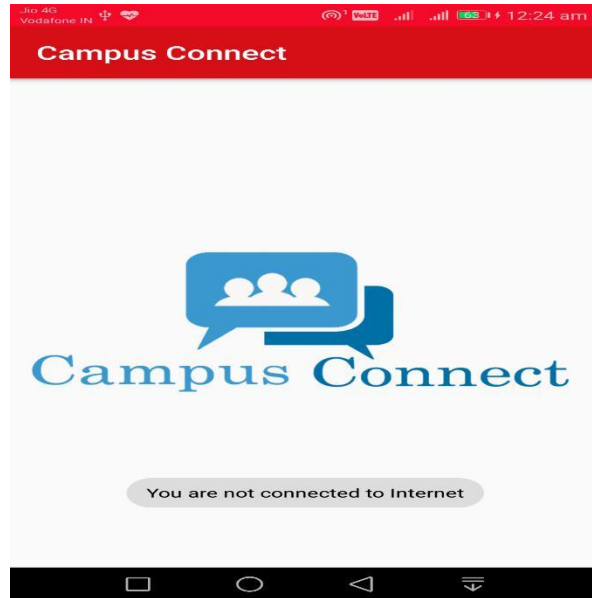 Jio 4G
Vodafone IN
1 VoLTE 63 12:24 am
Campus Connect
Campus Connect
You are not connected to Internet